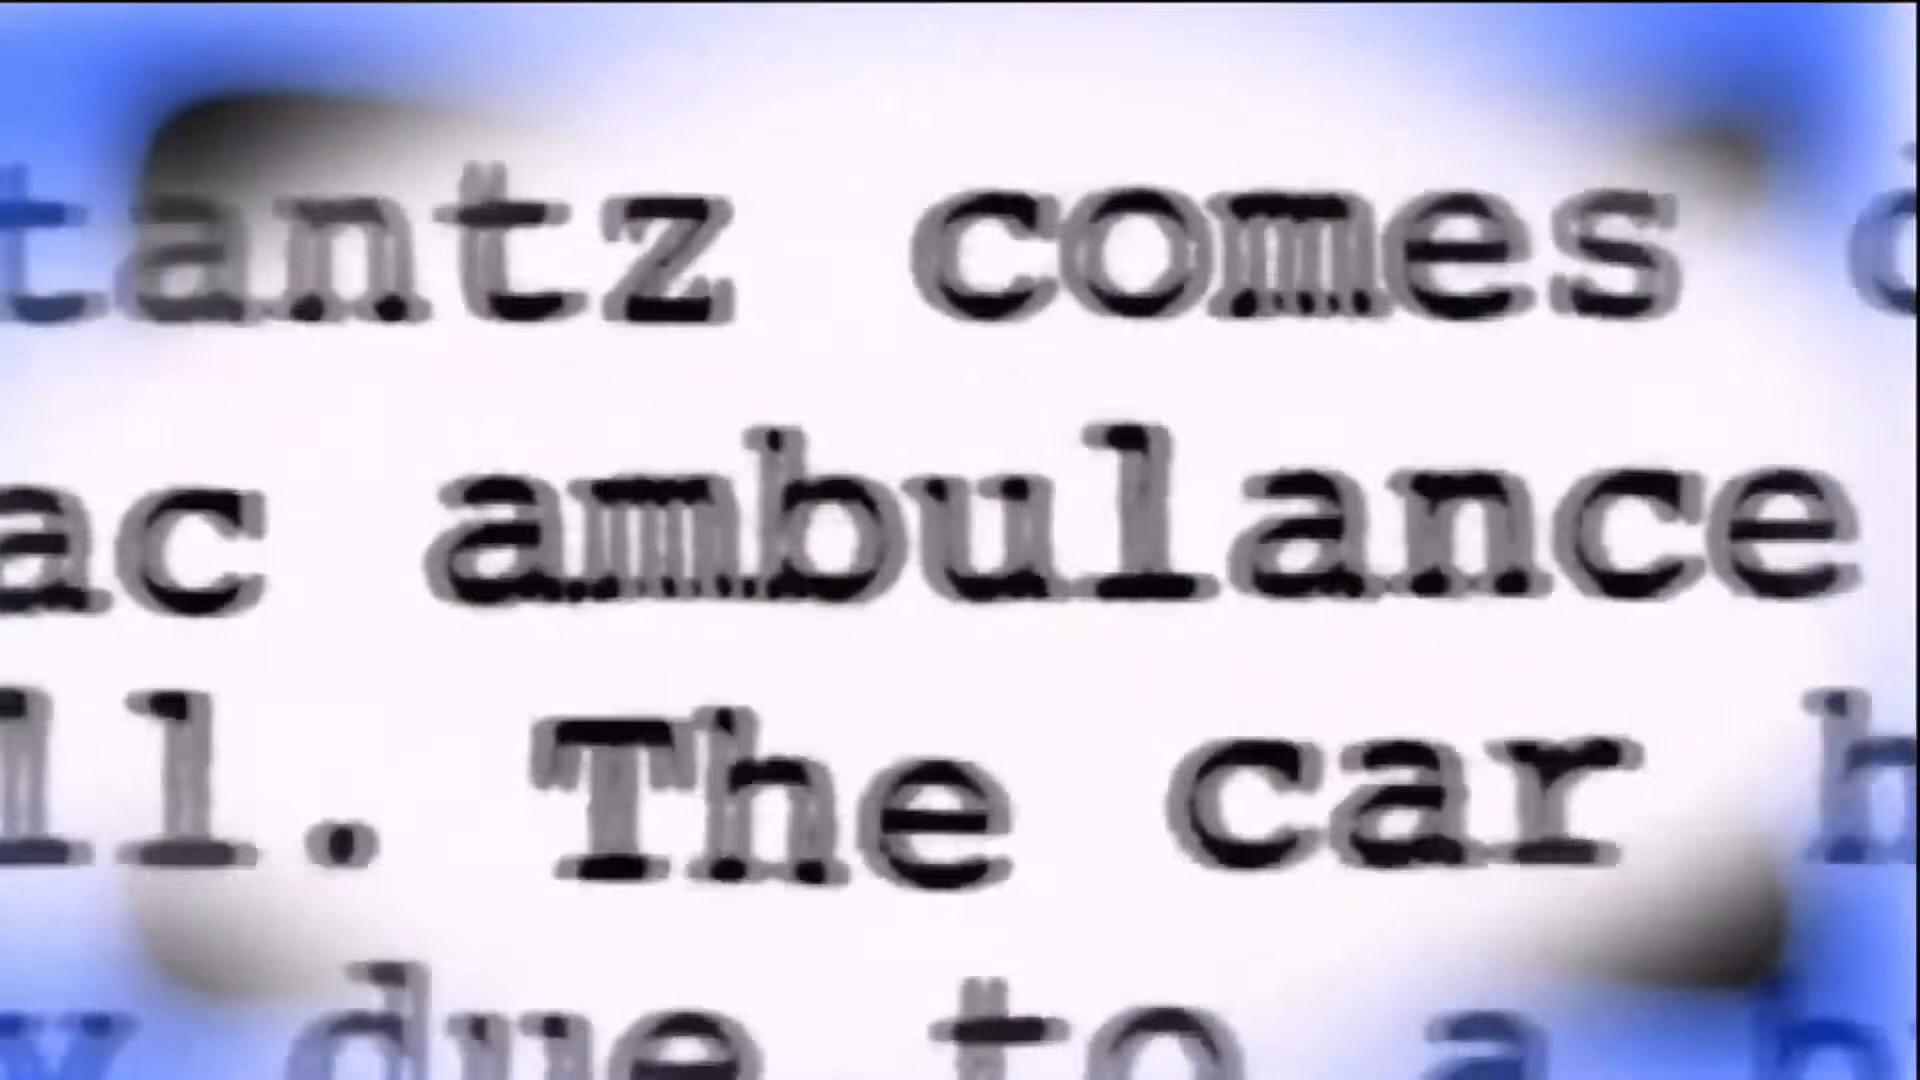 tantz comes
ac ambulance
ll. The car h
y due to a